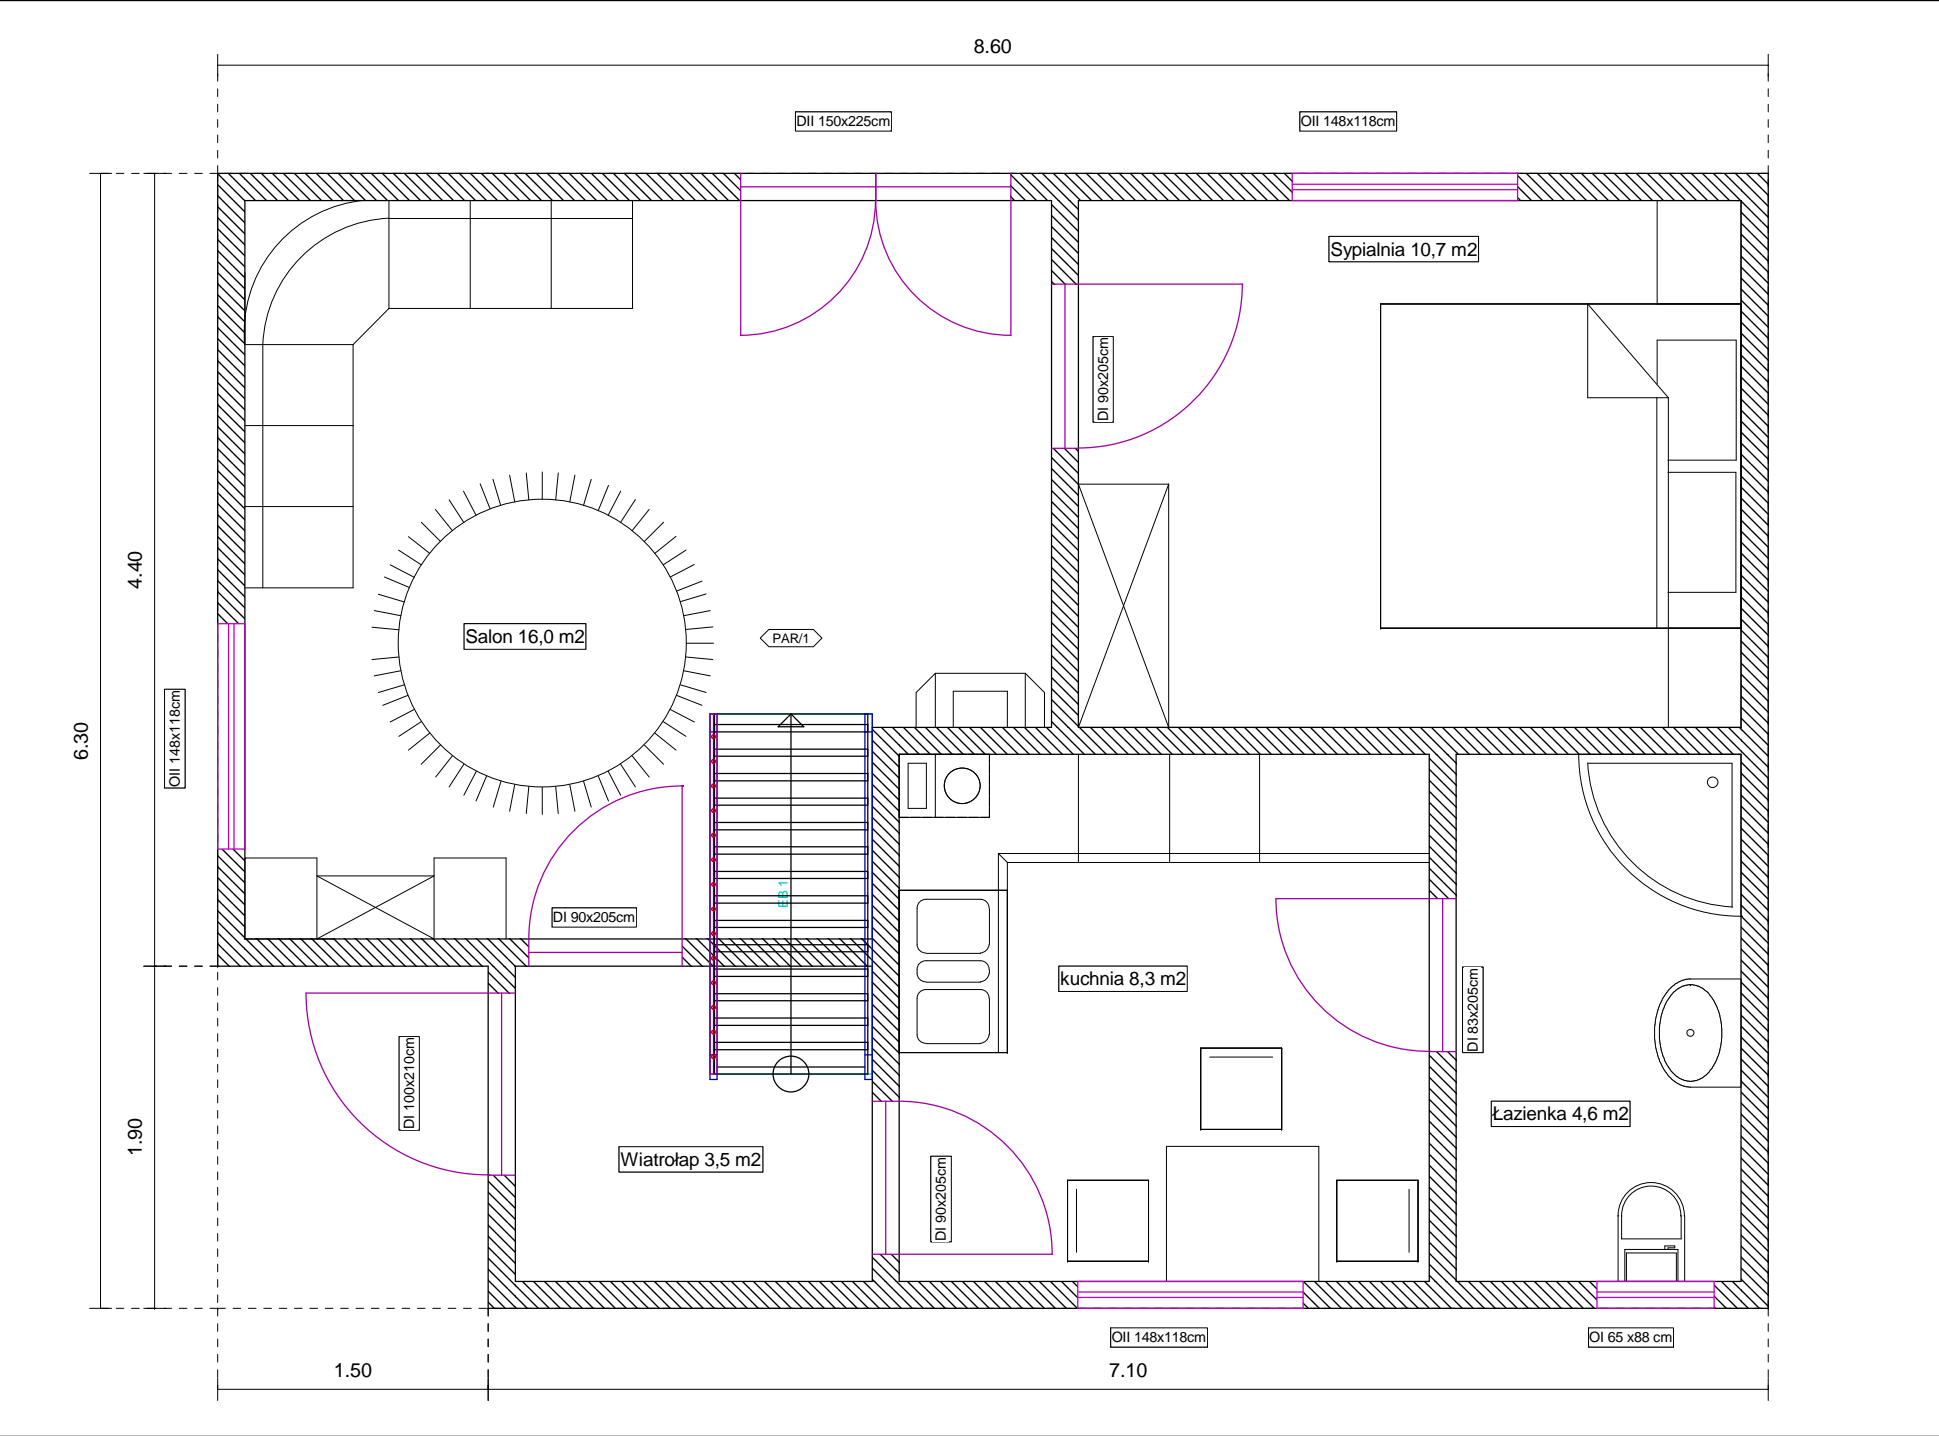 8.60
DII 150x225cm
OII 148x118cm
Sypialnia 10,7 m2
DI 90x205cm
4.40
Salon 16,0 m2
PAR/1
6.30
OII 148x118cm
EB 1
DI 90x205cm
kuchnia 8,3 m2
DI 83x205cm
DI 100x210cm
Łazienka 4,6 m2
1.90
Wiatrołap 3,5 m2
DI 90x205cm
OII 148x118cm
OI 65 x88 cm
1.50
7.10